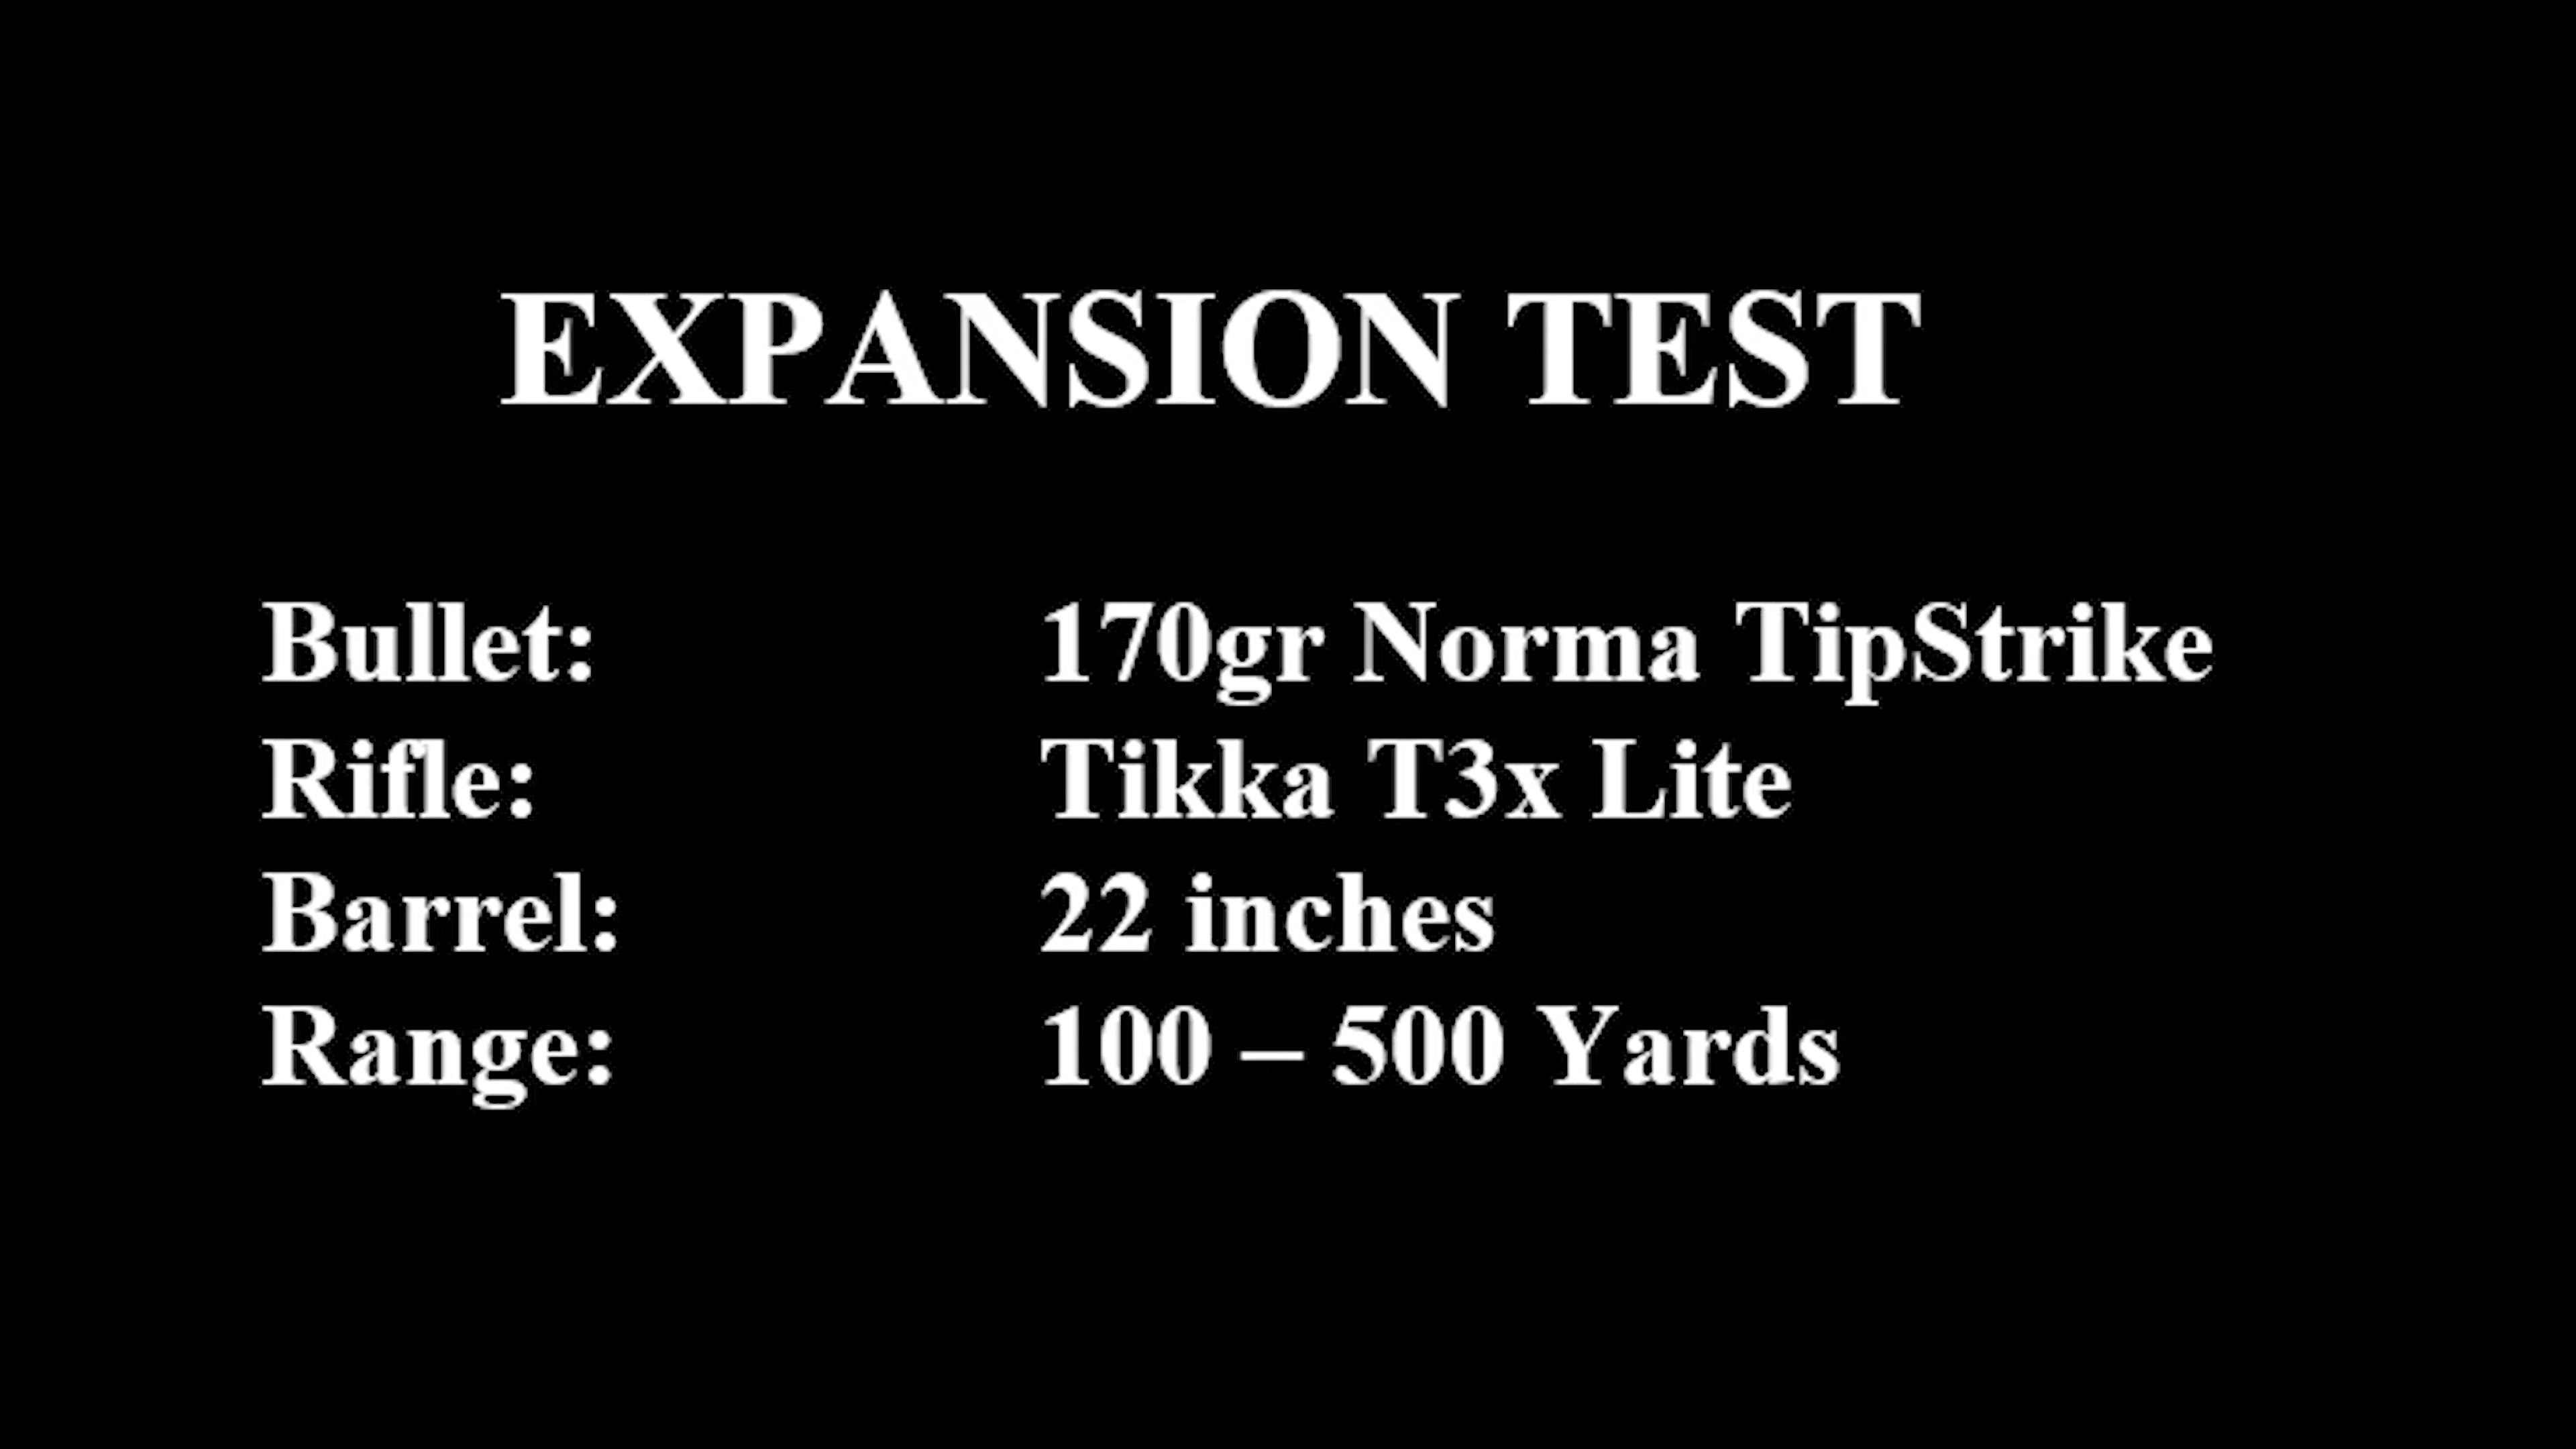 EXPANSION TEST
Bullet: 170gr Norma TipStrike
Rifle: Tikka T3x Lite
Barrel: 22 inches
Range: 100 – 500 Yards